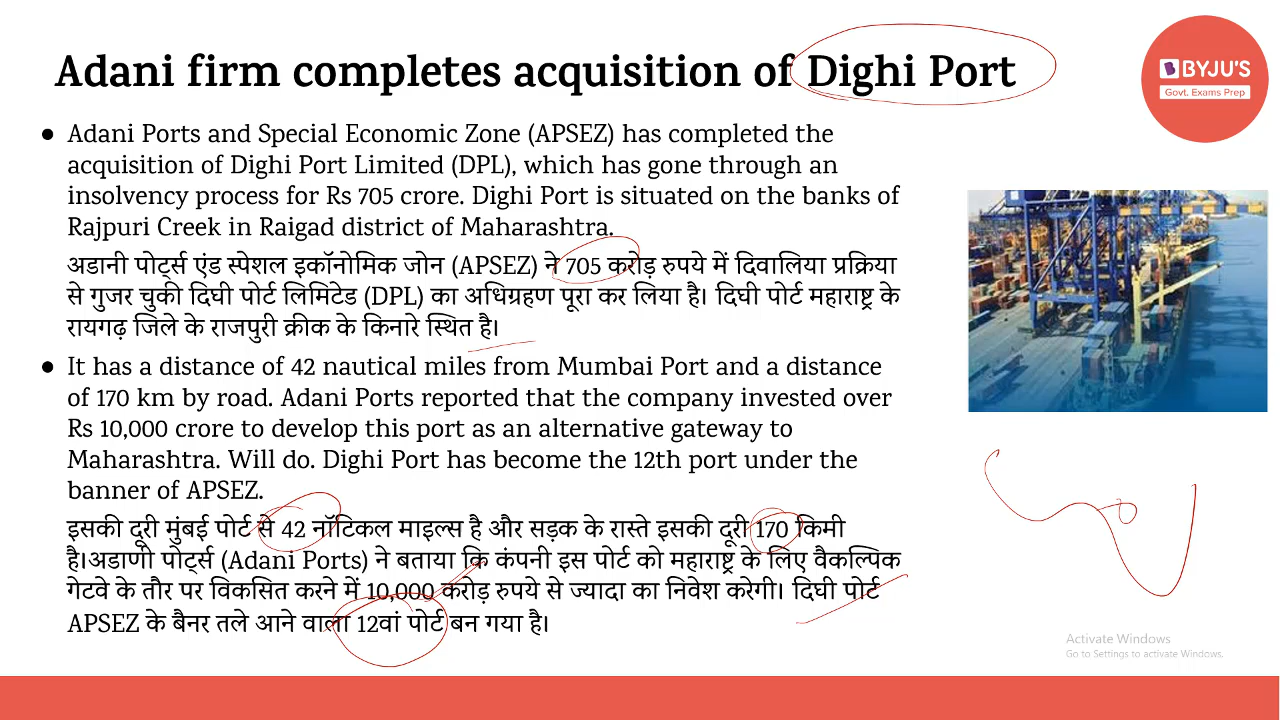 Adani firm completes acquisition of Dighi Port
BYJU'S
Govt. Exams Prep
● Adani Ports and Special Economic Zone (APSEZ) has completed the
acquisition of Dighi Port Limited (DPL), which has gone through an
insolvency process for Rs 705 crore. Dighi Port is situated on the banks of
Rajpuri Creek in Raigad district of Maharashtra.
अडानी पोर्ट्स एंड स्पेशल इकॉनोमिक जोन (APSEZ) ने 705 करोड़ रुपये में दिवालिया प्रक्रिया
से गुजर चुकी दिघी पोर्ट लिमिटेड (DPL) का अधिग्रहण पूरा कर लिया है। दिघी पोर्ट महाराष्ट्र के
रायगढ़ जिले के राजपुरी क्रीक के किनारे स्थित है।
● It has a distance of 42 nautical miles from Mumbai Port and a distance
of 170 km by road. Adani Ports reported that the company invested over
Rs 10,000 crore to develop this port as an alternative gateway to
Maharashtra. Will do. Dighi Port has become the 12th port under the
banner of APSEZ.
इसकी दूरी मुंबई पोर्ट से 42 नॉटिकल माइल्स है और सड़क के रास्ते इसकी दूरी 170 किमी
है।अडाणी पोर्ट्स (Adani Ports) ने बताया कि कंपनी इस पोर्ट को महाराष्ट्र के लिए वैकल्पिक
गेटवे के तौर पर विकसित करने में 10,000 करोड़ रुपये से ज्यादा का निवेश करेगी। दिघी पोर्ट
APSEZ के बैनर तले आने वाला 12वां पोर्ट बन गया है।
Activate Windows
Go to Settings to activate Windows.